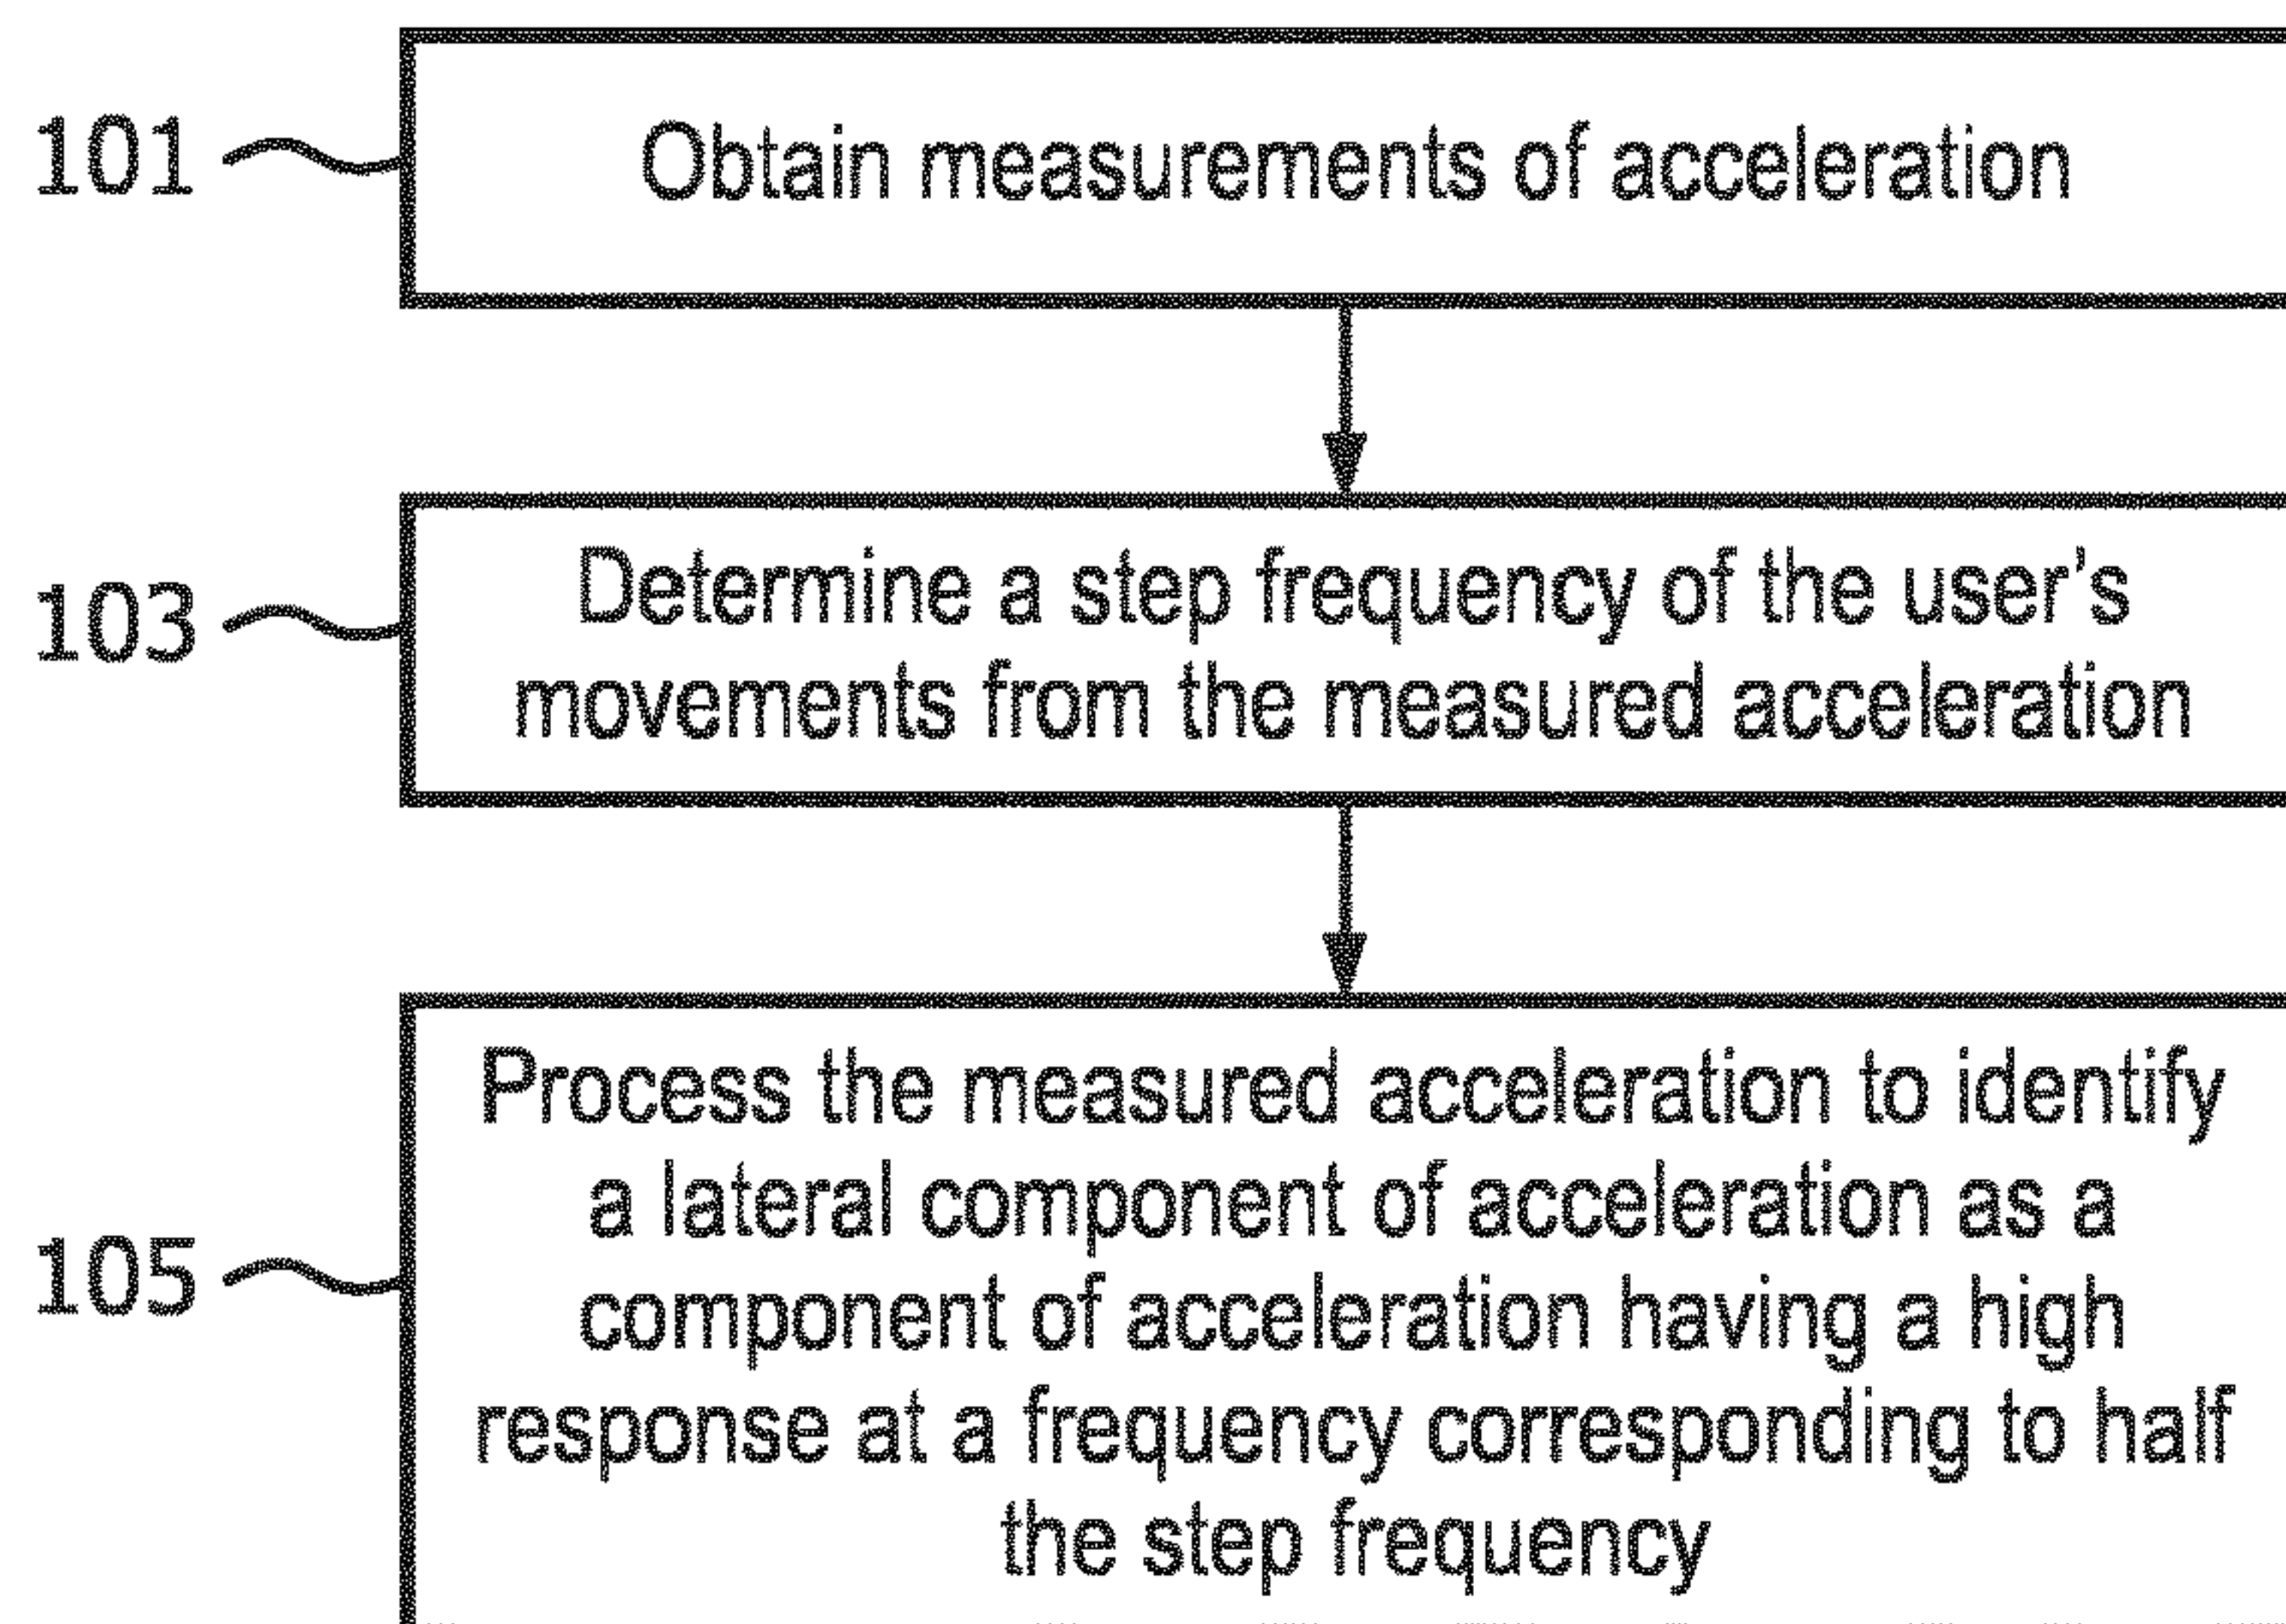 101
Obtain measurements of acceleration
103
Determine a step frequency of the user's
movements from the measured acceleration
105
Process the measured acceleration to identify
a lateral component of acceleration as a
component of acceleration having a high
response at a frequency corresponding to half
the step frequency